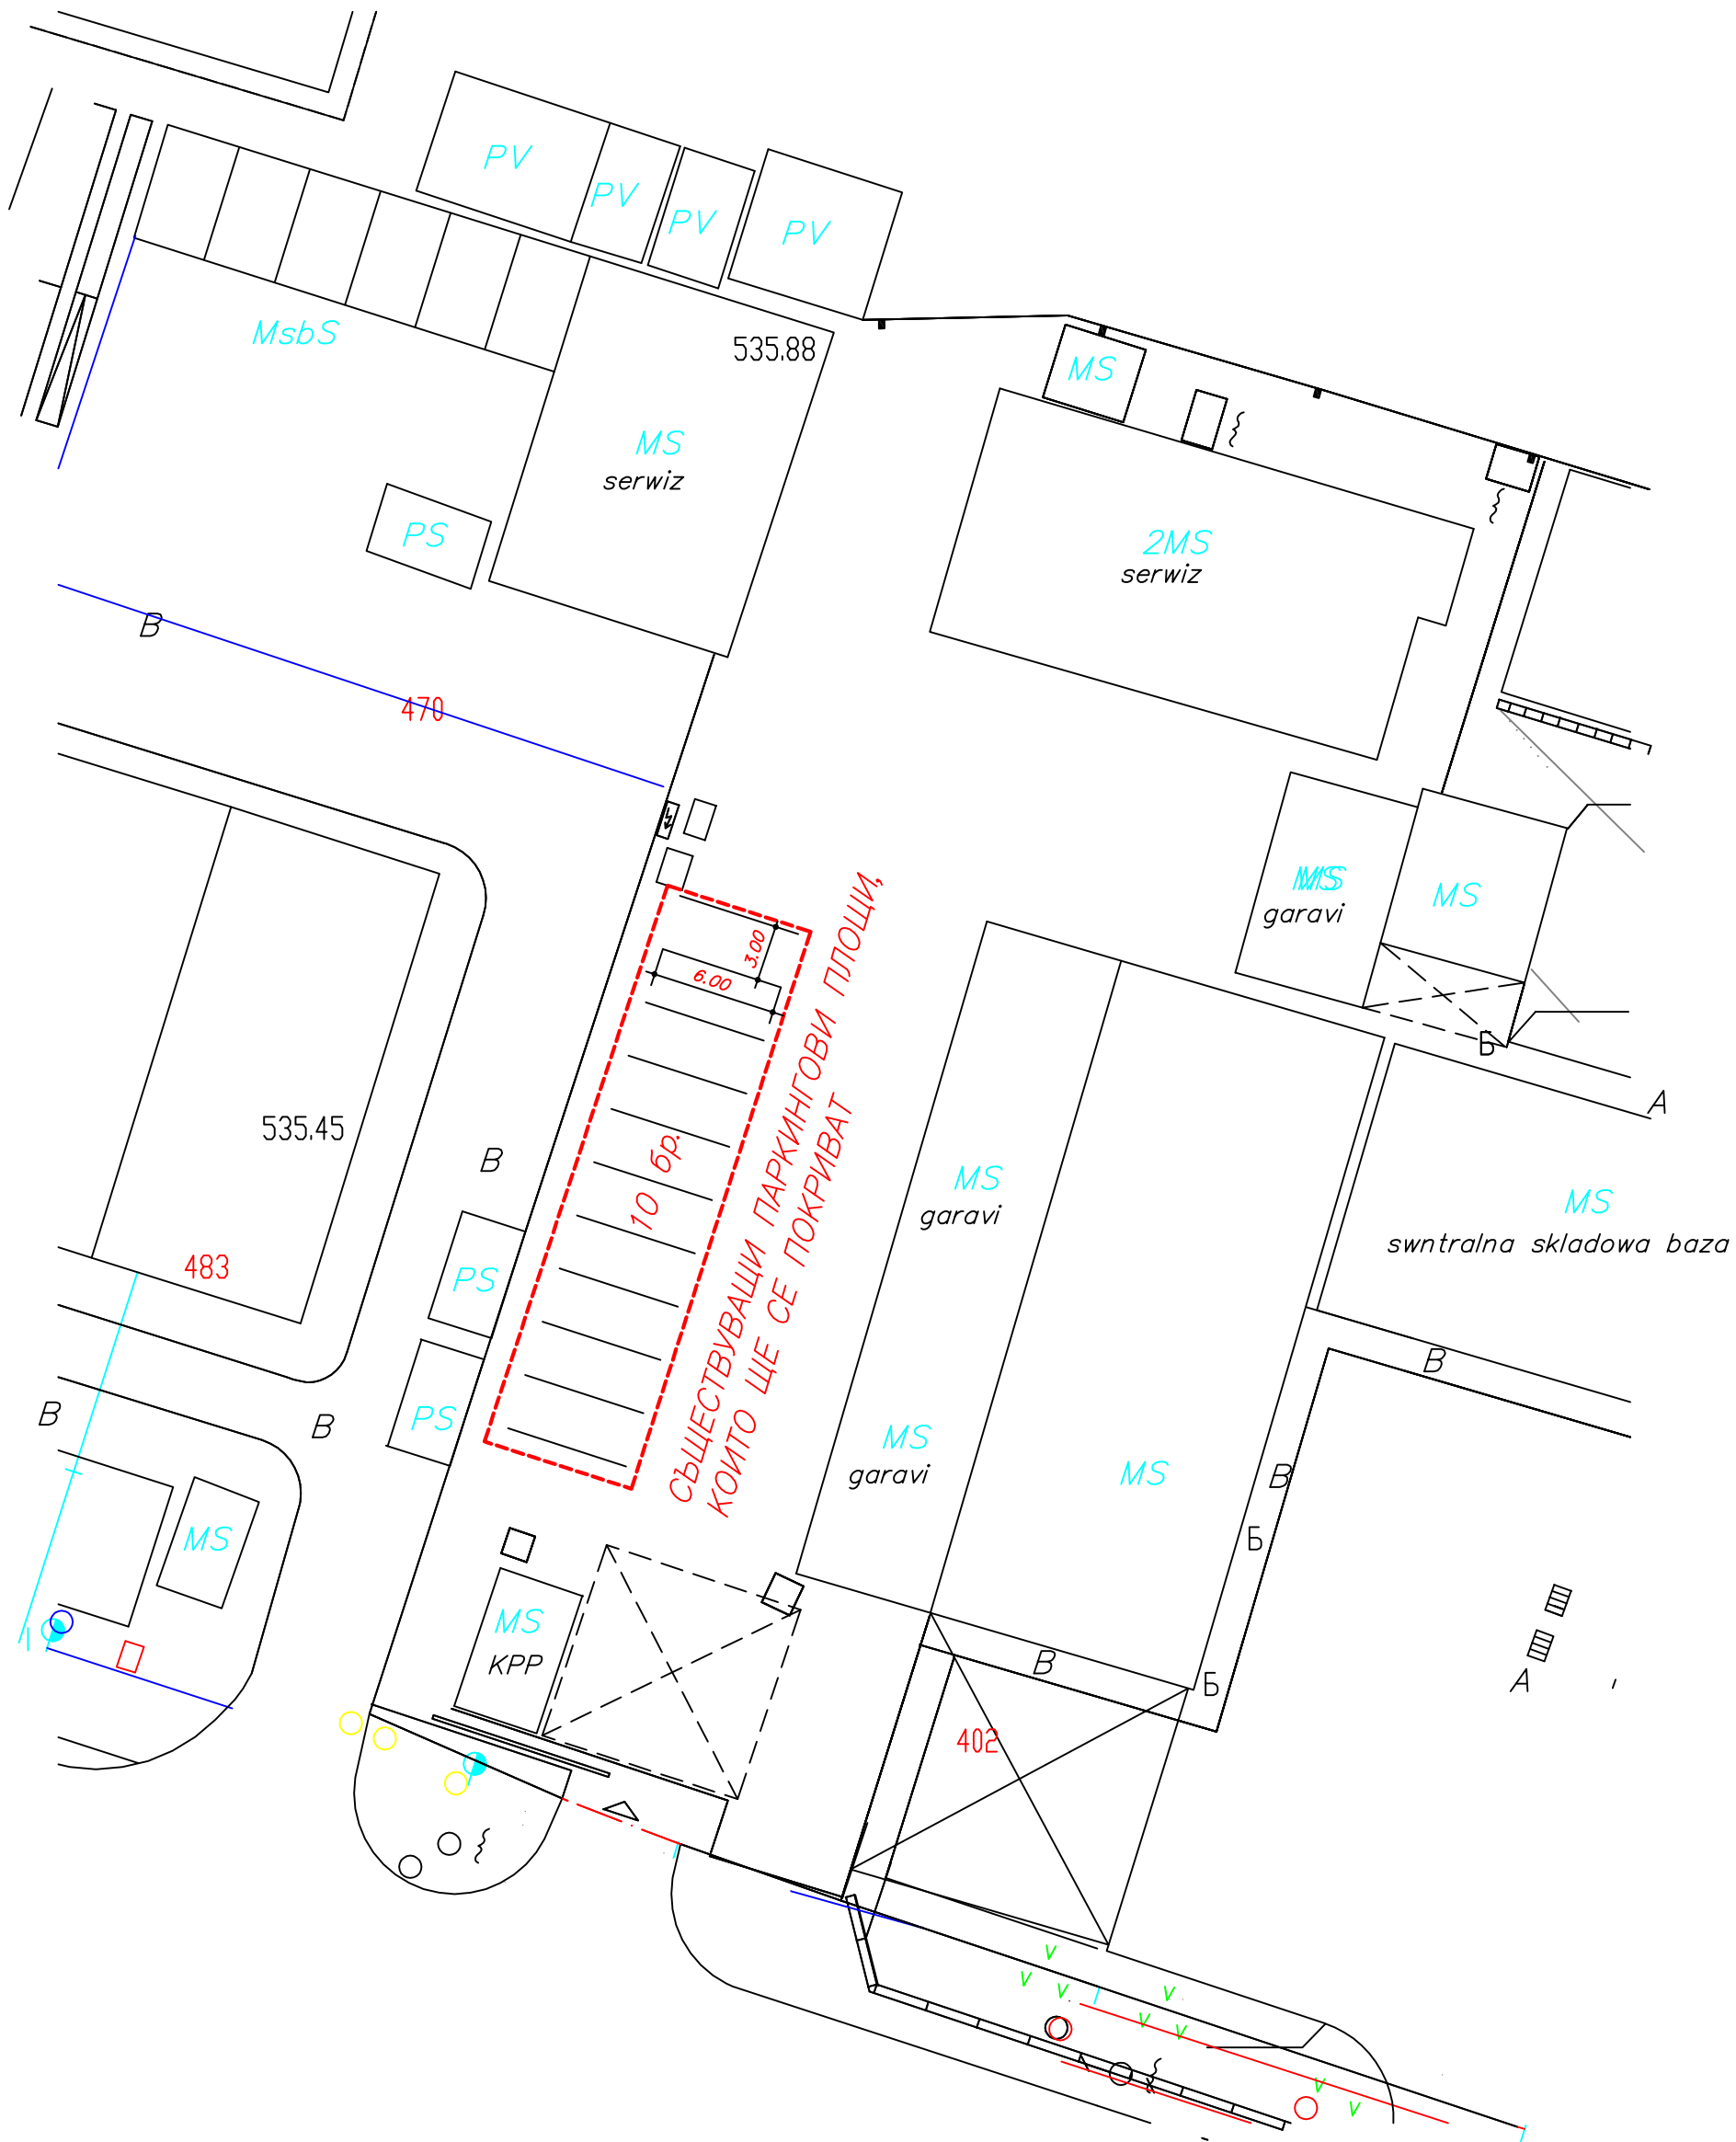 PV
PV
PV
PV
MsbS
535.88
MS
MS
serwiz
PS
2MS
serwiz
B
470
MS
garavi
MS
3.00
6.00
Б
A
535.45
B
10 бр.
СЪЩЕСТВУВАЩИ ПАРКИНГОВИ ПЛОЩИ,
КОИТО ЩЕ СЕ ПОКРИВАТ
MS
garavi
MS
swntralna skladowa baza
483
PS
B
PS
B
B
MS
garavi
MS
B
Б
MS
MS
KPP
B
Б
A
402